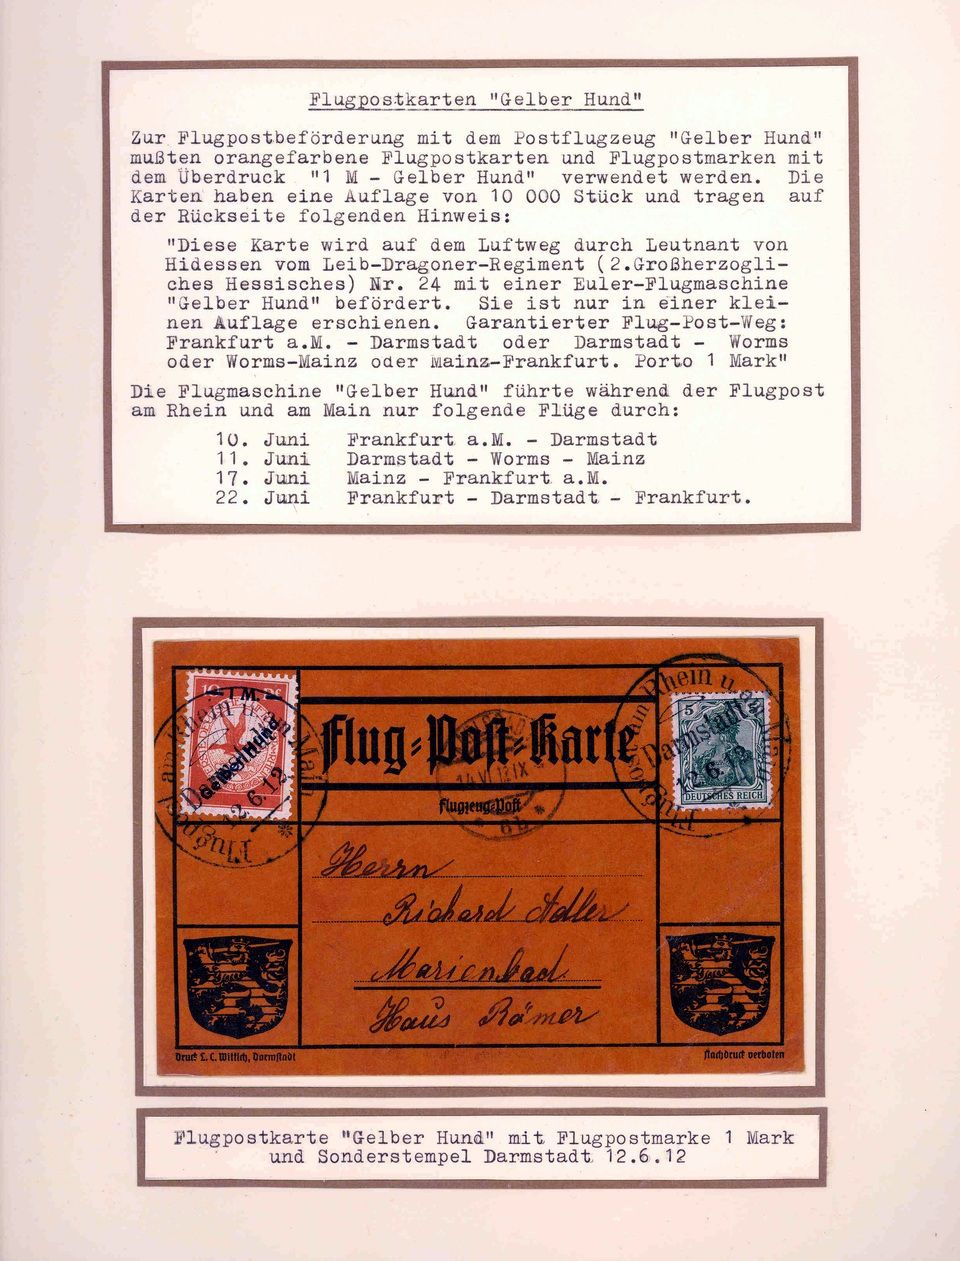 Flugpostkarten "Gelber Hund"
Zur Flugpostbeförderung mit dem Postflugzeug "Gelber Hund"
mußten orangefarbene Flugpostkarten und Flugpostmarken mit
dem Überdruck "1 M - Gelber Hund" verwendet werden. Die
Karten haben eine Auflage von 10 000 Stück und tragen auf
der Rückseite folgenden Hinweis:
"Diese Karte wird auf dem Luftweg durch Leutnant von
Hidessen vom Leib-Dragoner-Regiment (2.Großherzogli-
ches Hessisches) Nr. 24 mit einer Euler-Flugmaschine
"Gelber Hund" befördert. Sie ist nur in einer klei-
nen Auflage erschienen. Garantierter Flug-Post-Weg:
Frankfurt a.M. - Darmstadt oder Darmstadt - Worms
oder Worms-Mainz oder Mainz-Frankfurt. Porto 1 Mark"
Die Flugmaschine "Gelber Hund" führte während der Flugpost
am Rhein und am Main nur folgende Flüge durch:
10. Juni Frankfurt a.M. - Darmstadt
11. Juni Darmstadt - Worms - Mainz
17. Juni Mainz - Frankfurt a.M.
22. Juni Frankfurt - Darmstadt - Frankfurt.
1 M.
Gelber Hund
Flugpost am Rhein u. am Main
Darmstadt
12.6.12
Flug-Post-Karte
Flugzeug-Post
5 5
DEUTSCHES REICH
Flugpost am Rhein u. am Main
Darmstadt
12.6.12
Herrn
Richard Adler
Marienbad
Haus Römer
Druck L. C. Wittich, Darmstadt
Nachdruck verboten
Flugpostkarte "Gelber Hund" mit Flugpostmarke 1 Mark
und Sonderstempel Darmstadt 12.6.12